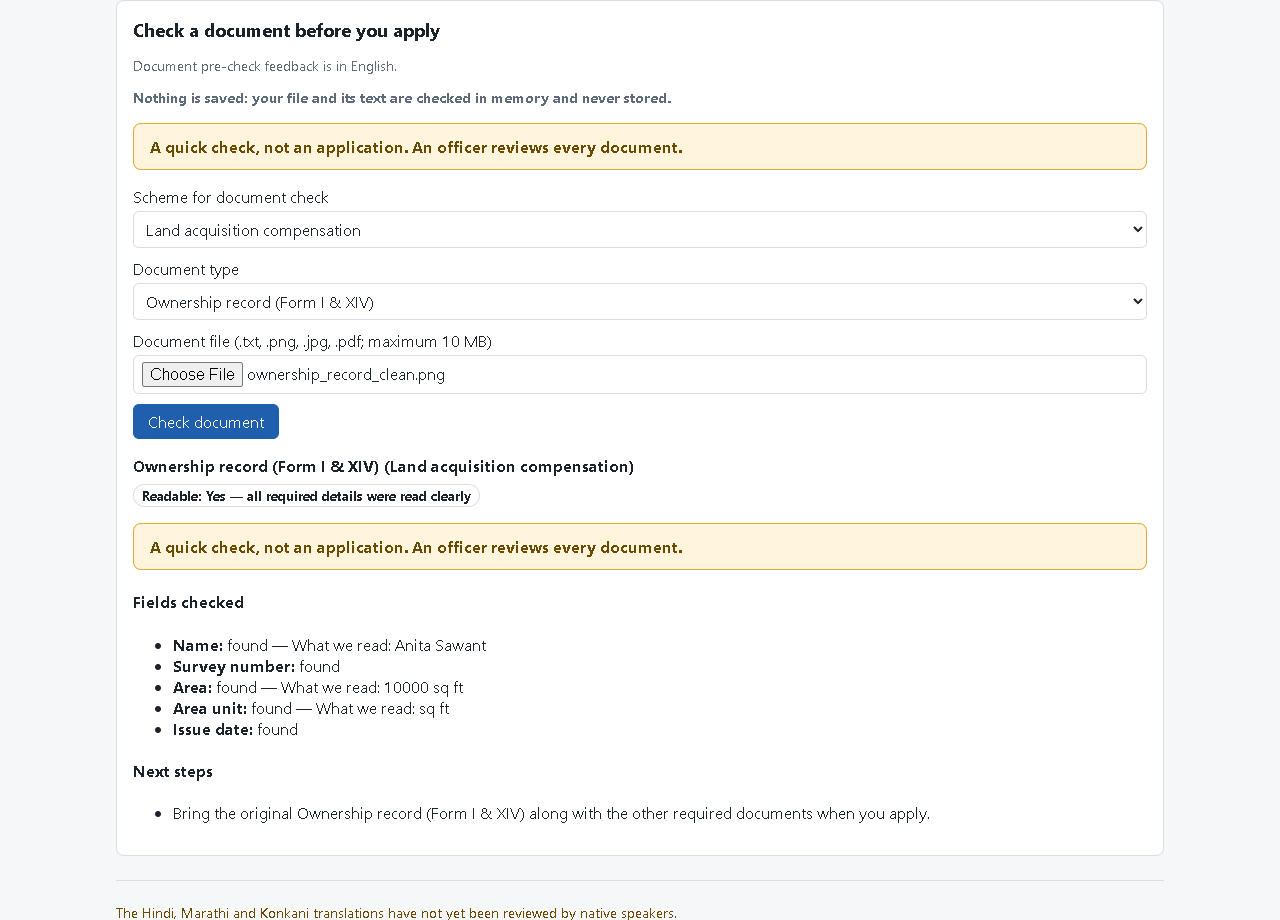 Check a document before you apply
Document pre-check feedback is in English.
Nothing is saved: your file and its text are checked in memory and never stored.
A quick check, not an application. An officer reviews every document.
Scheme for document check
Land acquisition compensation
Document type
Ownership record (Form I & XIV)
Document file (.txt, .png, .jpg, .pdf; maximum 10 MB)
Choose File ownership_record_clean.png
Check document
Ownership record (Form I & XIV) (Land acquisition compensation)
Readable: Yes — all required details were read clearly
A quick check, not an application. An officer reviews every document.
Fields checked
Name: found — What we read: Anita Sawant
Survey number: found
Area: found — What we read: 10000 sq ft
Area unit: found — What we read: sq ft
Issue date: found
Next steps
Bring the original Ownership record (Form I & XIV) along with the other required documents when you apply.
The Hindi, Marathi and Konkani translations have not yet been reviewed by native speakers.